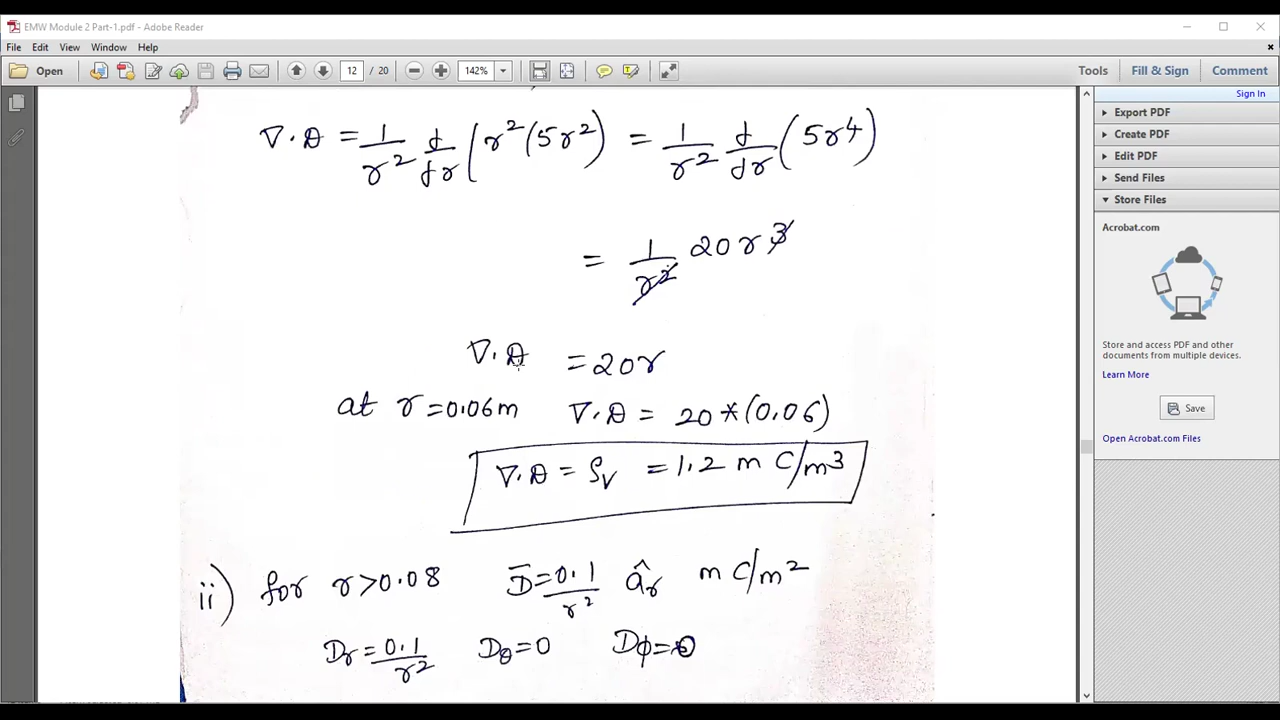 EMW Module 2 Part-1.pdf - Adobe Reader
File Edit View Window Help
Open 12 / 20 142% Tools Fill & Sign Comment
Sign In
Export PDF
Create PDF
Edit PDF
Send Files
Store Files
Acrobat.com
Store and access PDF and other
documents from multiple devices.
Learn More
Save
Open Acrobat.com Files
∇·D = 1/r² d/dr (r²(5r²)) = 1/r² d/dr (5r⁴)
= 1/r² 20r³
∇·D = 20r
at r=0.06m ∇·D = 20*(0.06)
∇·D = ρv = 1.2 m C/m³
ii) for r>0.08 D̄ = 0.1/r² âr m C/m²
Dr = 0.1/r² Dθ=0 Dϕ=0